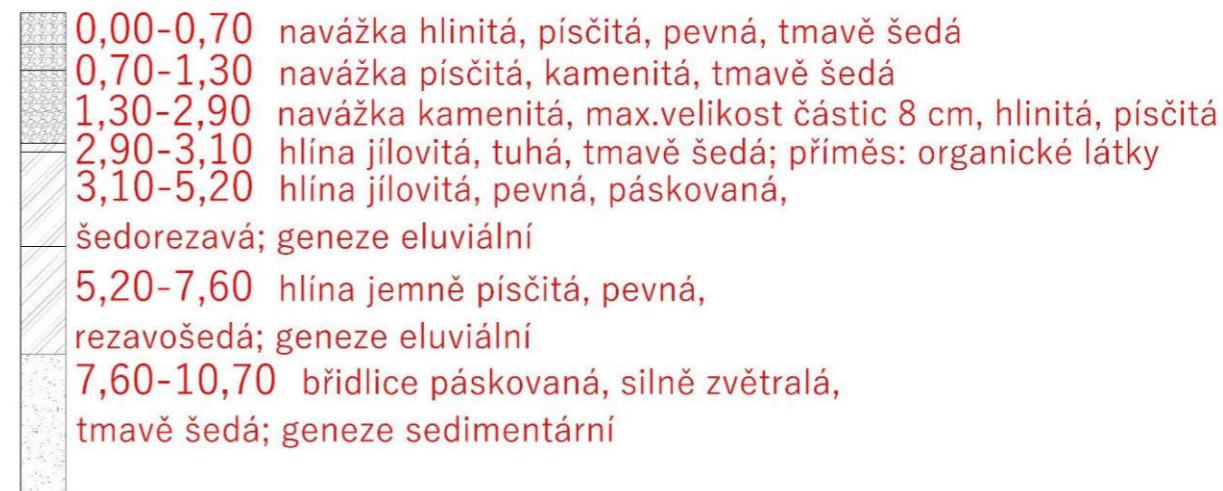 0,00-0,70 navážka hlinitá, písčitá, pevná, tmavě šedá
0,70-1,30 navážka písčitá, kamenitá, tmavě šedá
1,30-2,90 navážka kamenitá, max.velikost částic 8 cm, hlinitá, písčitá
2,90-3,10 hlína jílovitá, tuhá, tmavě šedá; příměs: organické látky
3,10-5,20 hlína jílovitá, pevná, páskovaná,
šedorezavá; geneze eluviální
5,20-7,60 hlína jemně písčitá, pevná,
rezavošedá; geneze eluviální
7,60-10,70 břidlice páskovaná, silně zvětralá,
tmavě šedá; geneze sedimentární